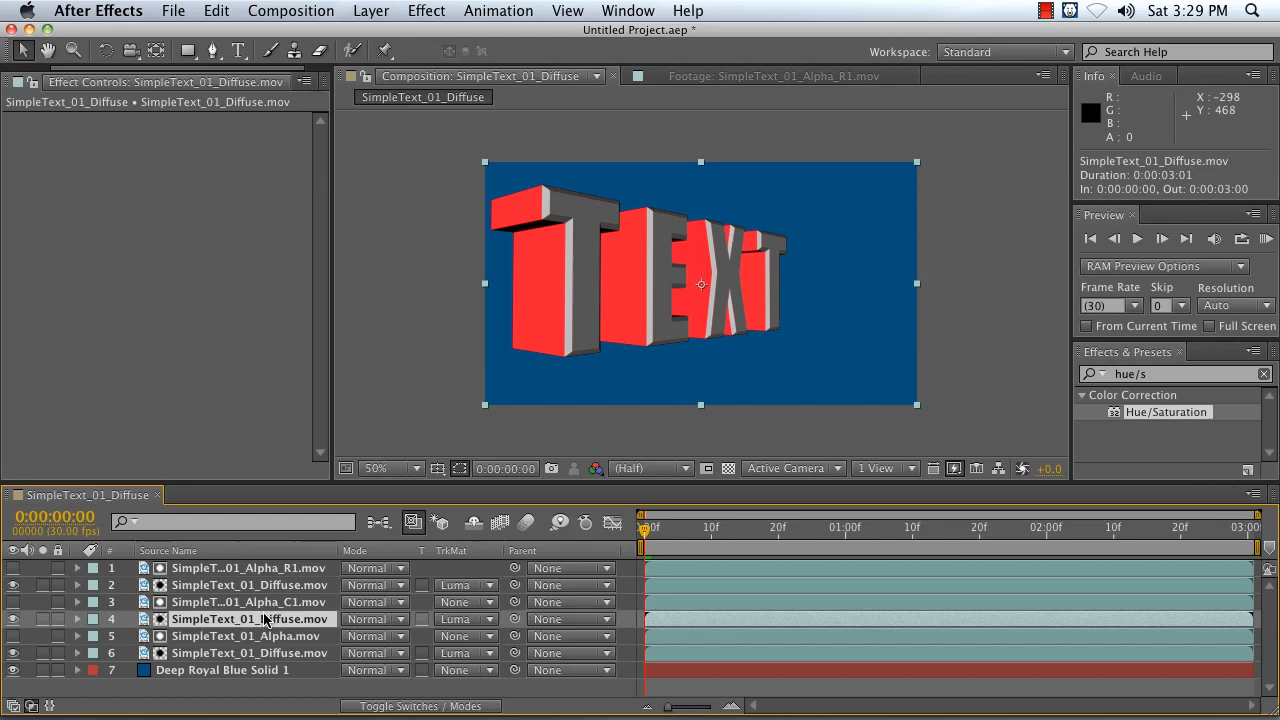 After Effects File Edit Composition Layer Effect Animation View Window Help Sat 3:29 PM
Untitled Project.aep *
Workspace: Standard Search Help
Effect Controls: SimpleText_01_Diffuse.mov
SimpleText_01_Diffuse • SimpleText_01_Diffuse.mov
Composition: SimpleText_01_Diffuse × Footage: SimpleText_01_Alpha_R1.mov
SimpleText_01_Diffuse
TEXT
50% 0:00:00:00 (Half) Active Camera 1 View +0.0
Info × Audio
R :
G :
B :
A : 0
X : -298
Y : 468
SimpleText_01_Diffuse.mov
Duration: 0:00:03:01
In: 0:00:00:00, Out: 0:00:03:00
Preview ×
RAM Preview Options
Frame Rate Skip Resolution
(30) 0 Auto
From Current Time Full Screen
Effects & Presets ×
hue/s
Color Correction
32 Hue/Saturation
SimpleText_01_Diffuse ×
0:00:00:00
00000 (30.00 fps)
:00f 10f 20f 01:00f 10f 20f 02:00f 10f 20f 03:00
# Source Name Mode T TrkMat Parent
1 SimpleT...01_Alpha_R1.mov Normal None
2 SimpleText_01_Diffuse.mov Normal Luma None
3 SimpleT...01_Alpha_C1.mov Normal None None
4 SimpleText_01_Diffuse.mov Normal Luma None
5 SimpleText_01_Alpha.mov Normal None None
6 SimpleText_01_Diffuse.mov Normal Luma None
7 Deep Royal Blue Solid 1 Normal None None
Toggle Switches / Modes